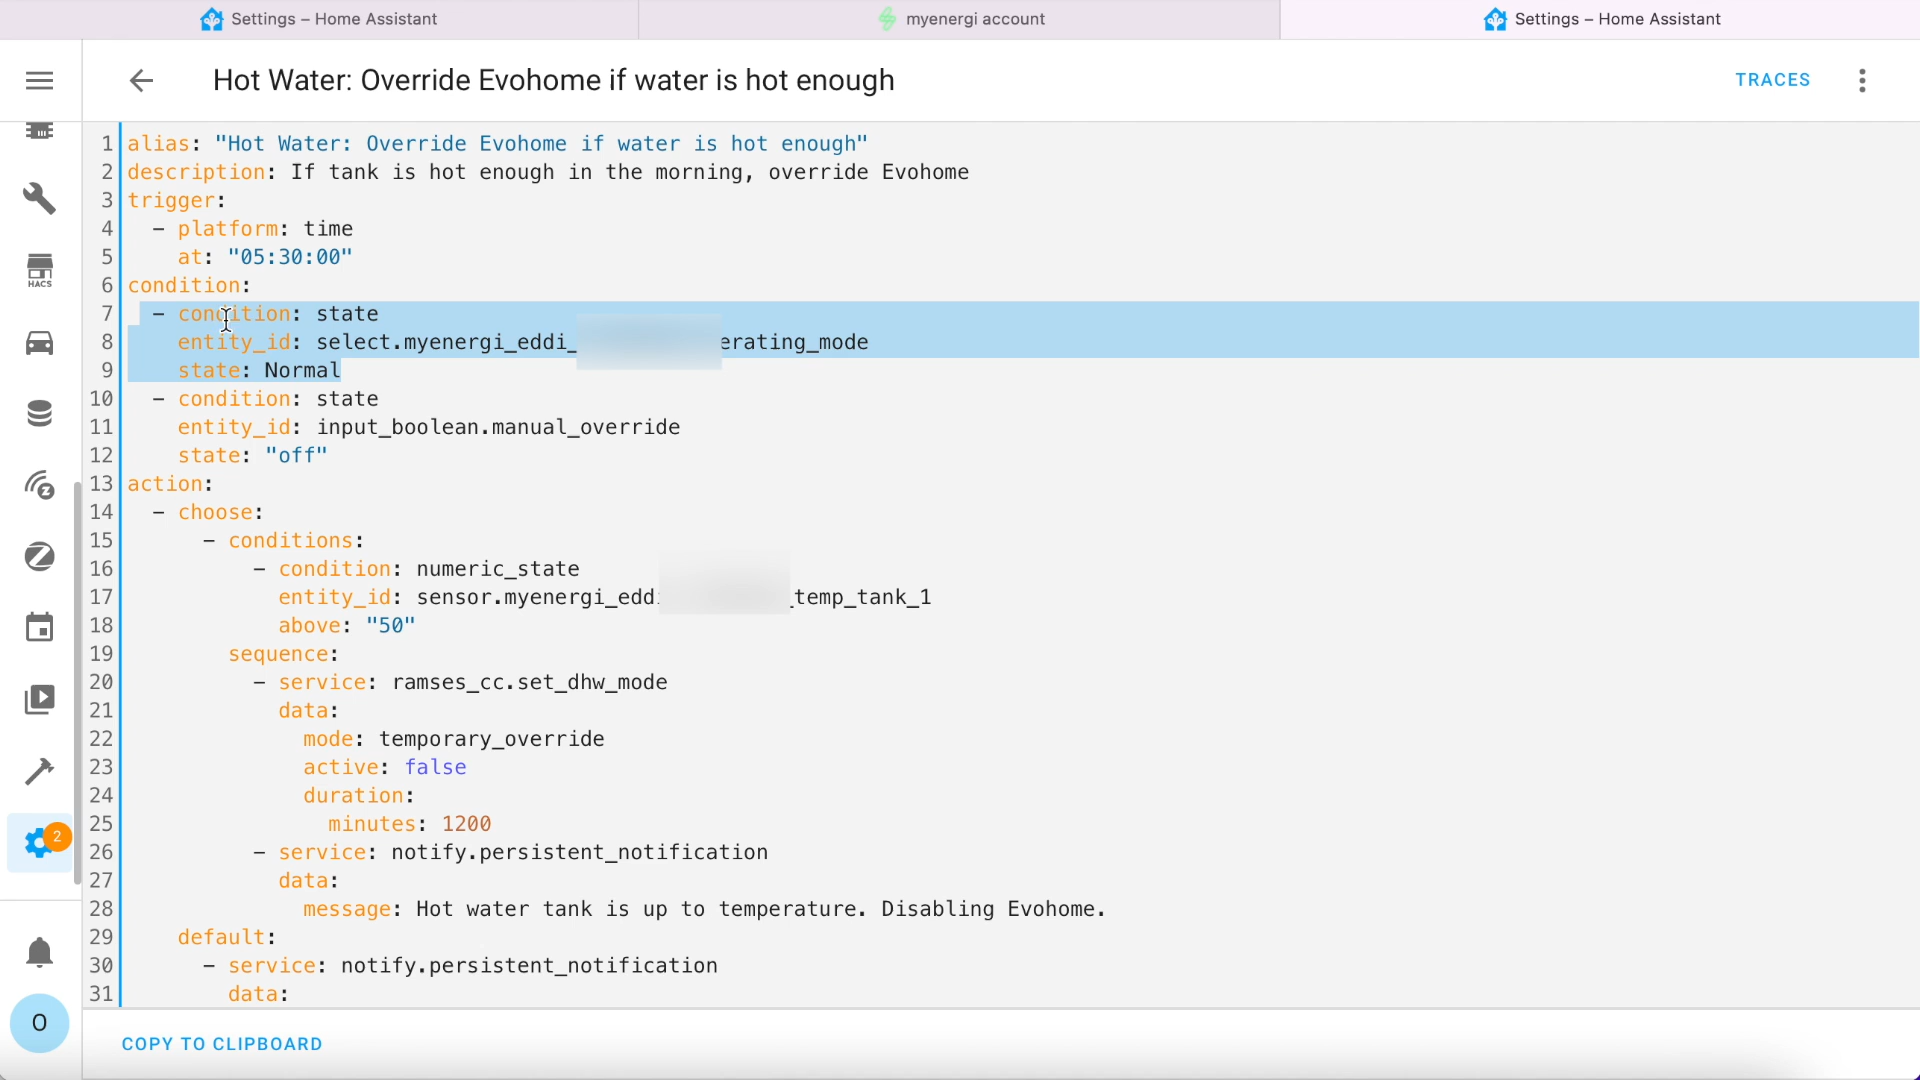 Settings – Home Assistant
myenergi account
Settings – Home Assistant
Hot Water: Override Evohome if water is hot enough
TRACES
HACS
1 alias: "Hot Water: Override Evohome if water is hot enough"
2 description: If tank is hot enough in the morning, override Evohome
3 trigger:
4 - platform: time
5 at: "05:30:00"
6 condition:
7 - condition: state
8 entity_id: select.myenergi_eddi_ erating_mode
9 state: Normal
10 - condition: state
11 entity_id: input_boolean.manual_override
12 state: "off"
13 action:
14 - choose:
15 - conditions:
16 - condition: numeric_state
17 entity_id: sensor.myenergi_edd _temp_tank_1
18 above: "50"
19 sequence:
20 - service: ramses_cc.set_dhw_mode
21 data:
22 mode: temporary_override
23 active: false
24 duration:
25 minutes: 1200
26 - service: notify.persistent_notification
27 data:
28 message: Hot water tank is up to temperature. Disabling Evohome.
29 default:
30 - service: notify.persistent_notification
31 data:
2
O
COPY TO CLIPBOARD